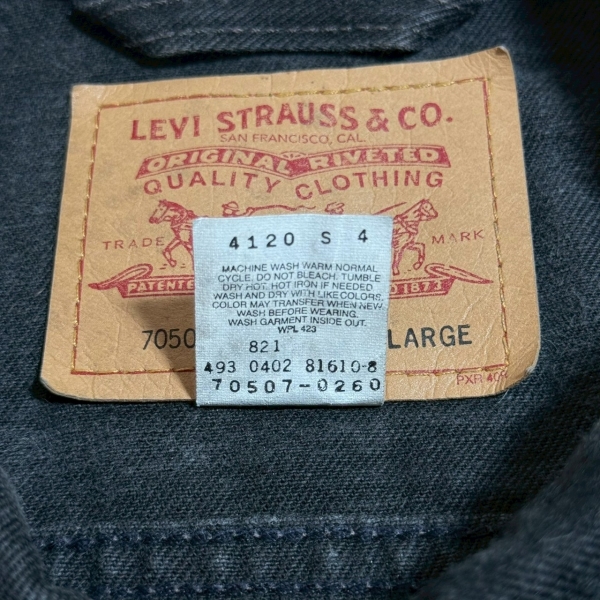 LEVI STRAUSS & CO.
SAN FRANCISCO, CAL.
ORIGINAL RIVETED
QUALITY CLOTHING
TRADE MARK
4120 S 4
MACHINE WASH WARM NORMAL
CYCLE. DO NOT BLEACH. TUMBLE
DRY HOT. HOT IRON IF NEEDED
WASH AND DRY WITH LIKE COLORS.
COLOR MAY TRANSFER WHEN NEW.
WASH BEFORE WEARING.
WASH GARMENT INSIDE OUT.
WPL 423
821
493 0402 81610-8
70507-0260
LARGE